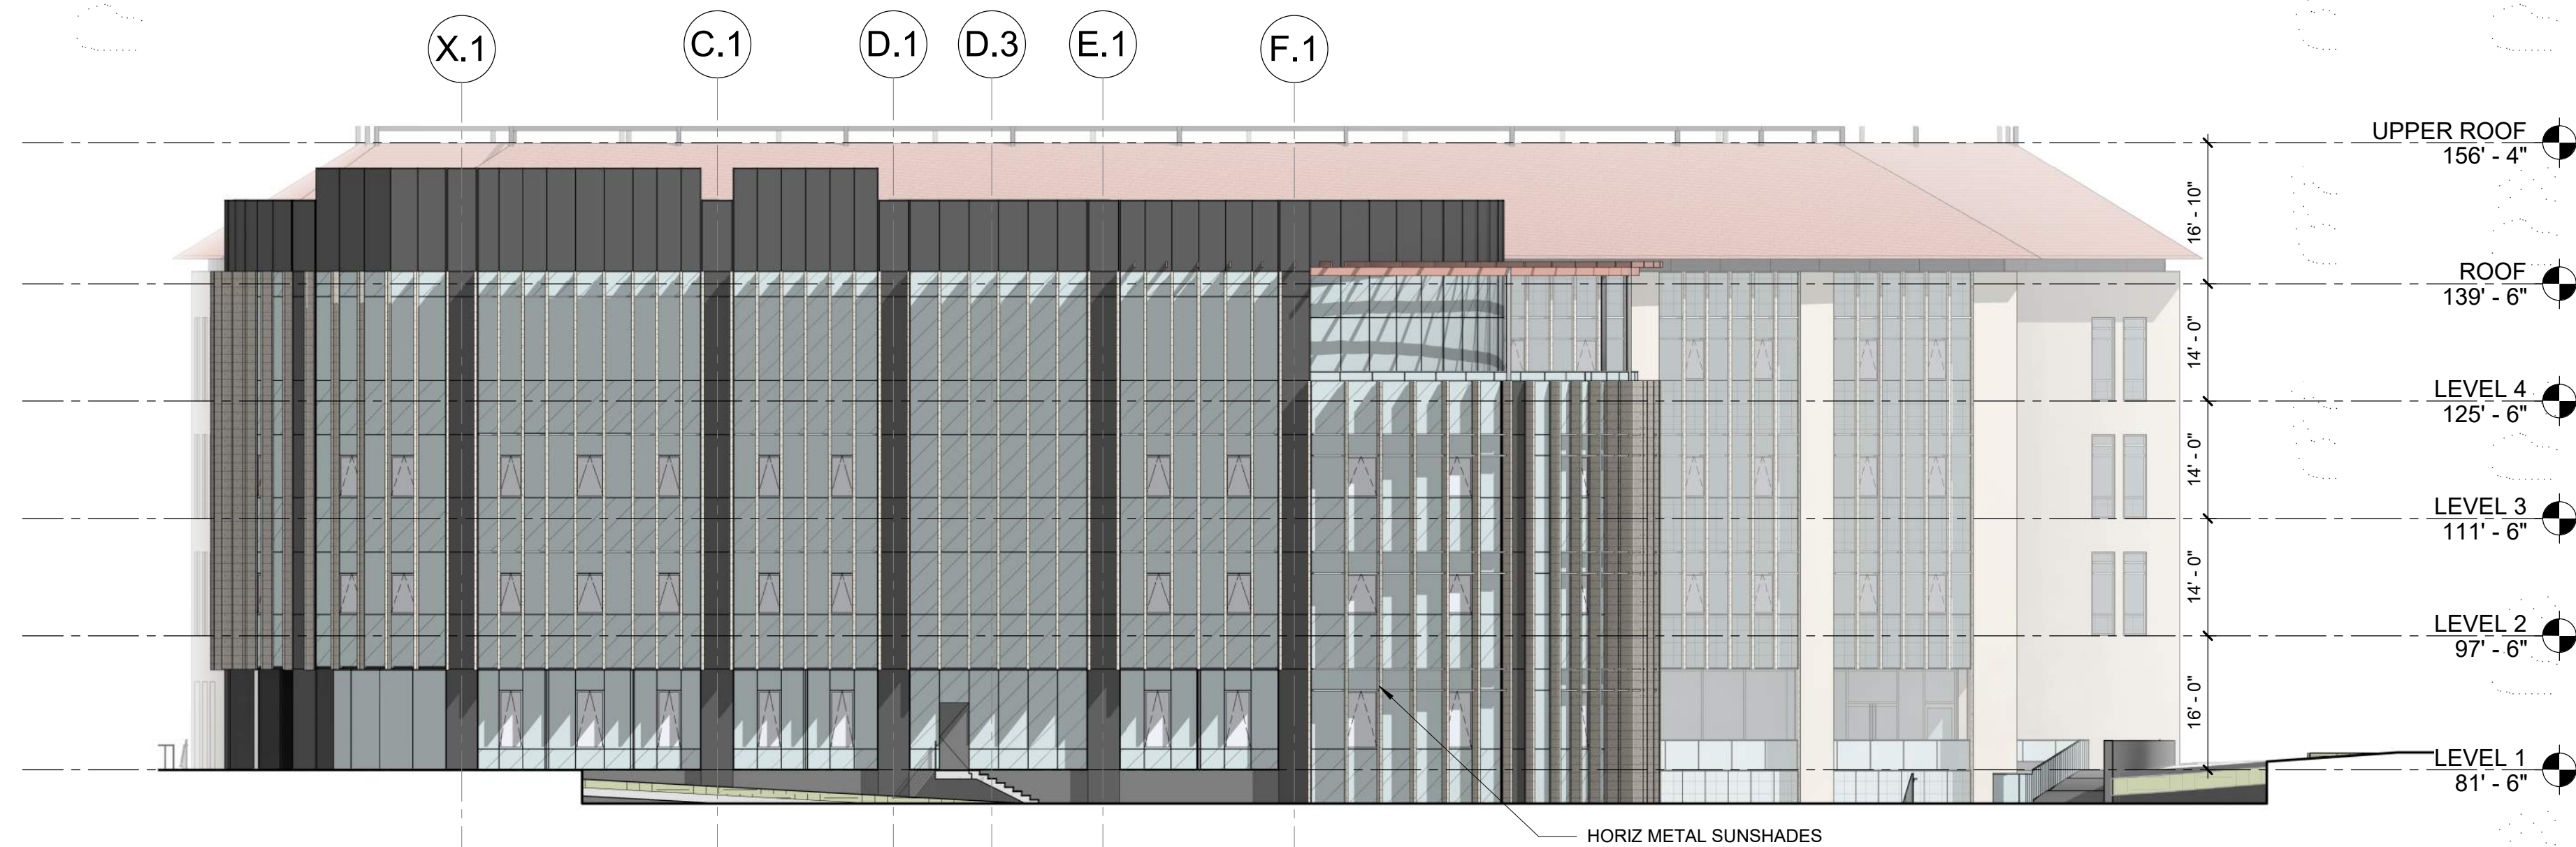 X.1
C.1
D.1
D.3
E.1
F.1
UPPER ROOF
156' - 4"
16' - 10"
ROOF
139' - 6"
14' - 0"
LEVEL 4
125' - 6"
14' - 0"
LEVEL 3
111' - 6"
14' - 0"
LEVEL 2
97' - 6"
16' - 0"
LEVEL 1
81' - 6"
HORIZ METAL SUNSHADES